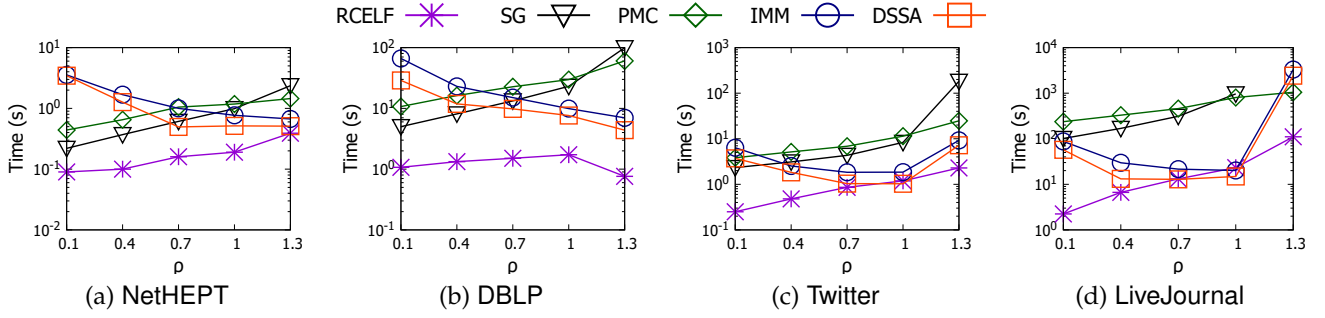 RCELF SG PMC IMM DSSA
10^1
10^0
10^-1
10^-2
Time (s)
0.1 0.4 0.7 1 1.3
ρ
(a) NetHEPT
10^2
10^1
10^0
10^-1
Time (s)
0.1 0.4 0.7 1 1.3
ρ
(b) DBLP
10^3
10^2
10^1
10^0
10^-1
Time (s)
0.1 0.4 0.7 1 1.3
ρ
(c) Twitter
10^4
10^3
10^2
10^1
10^0
Time (s)
0.1 0.4 0.7 1 1.3
ρ
(d) LiveJournal